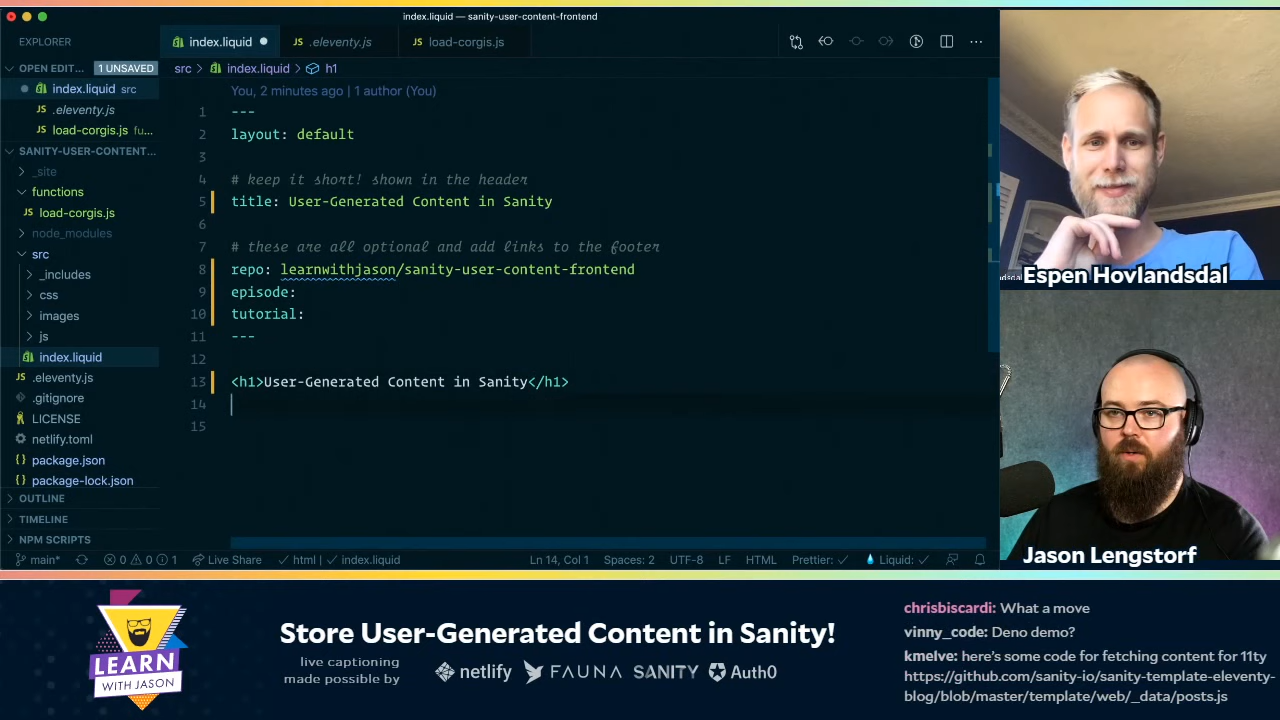 index.liquid — sanity-user-content-frontend
EXPLORER
index.liquid
.eleventy.js
load-corgis.js
OPEN EDIT... 1 UNSAVED
index.liquid src
.eleventy.js
load-corgis.js fu...
SANITY-USER-CONTENT...
_site
functions
load-corgis.js
node_modules
src
_includes
css
images
js
index.liquid
.eleventy.js
.gitignore
LICENSE
netlify.toml
package.json
package-lock.json
OUTLINE
TIMELINE
NPM SCRIPTS
src > index.liquid > h1
You, 2 minutes ago | 1 author (You)
1 ---
2 layout: default
3
4 # keep it short! shown in the header
5 title: User-Generated Content in Sanity
6
7 # these are all optional and add links to the footer
8 repo: learnwithjason/sanity-user-content-frontend
9 episode:
10 tutorial:
11 ---
12
13 <h1>User-Generated Content in Sanity</h1>
14
15
main* 0 0 1 Live Share html | index.liquid Ln 14, Col 1 Spaces: 2 UTF-8 LF HTML Prettier: Liquid:
Espen Hovlandsdal
Jason Lengstorf
LEARN
WITH JASON
Store User-Generated Content in Sanity!
live captioning
made possible by
netlify FAUNA SANITY Auth0
chrisbiscardi: What a move
vinny_code: Deno demo?
kmelve: here's some code for fetching content for 11ty
https://github.com/sanity-io/sanity-template-eleventy-
blog/blob/master/template/web/_data/posts.js